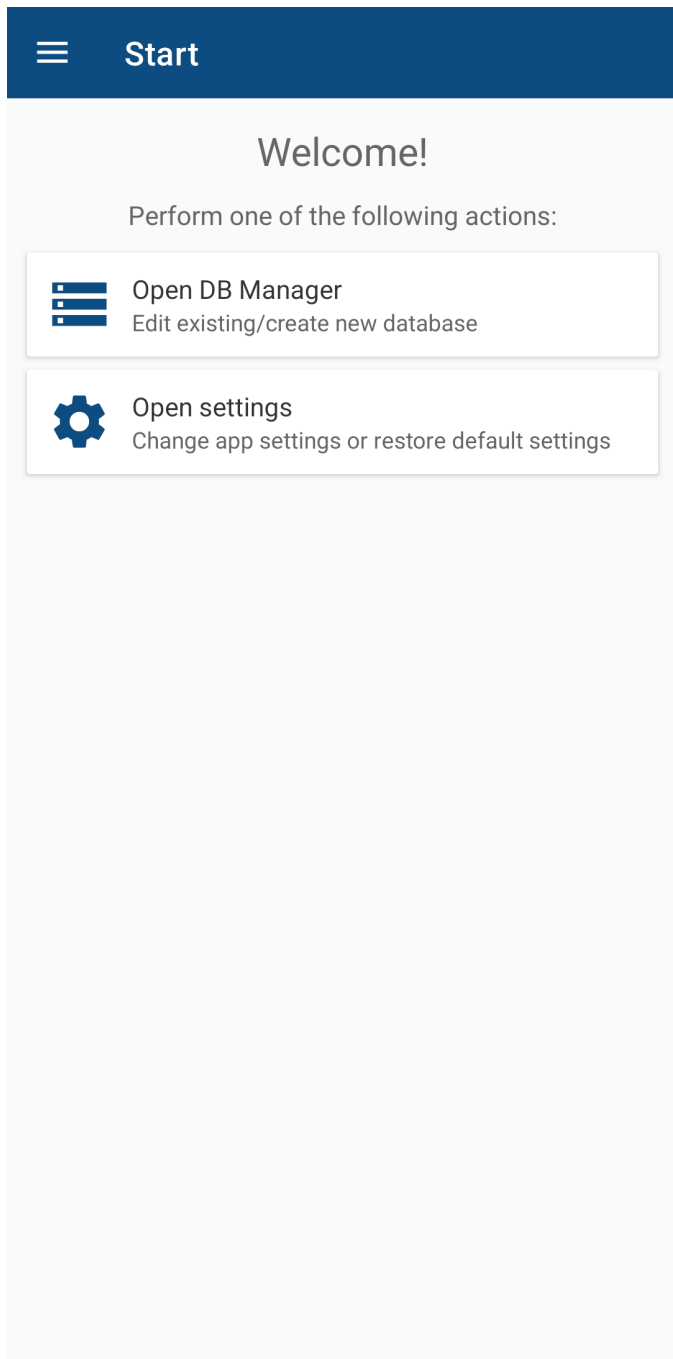 Start
Welcome!
Perform one of the following actions:
Open DB Manager
Edit existing/create new database
Open settings
Change app settings or restore default settings